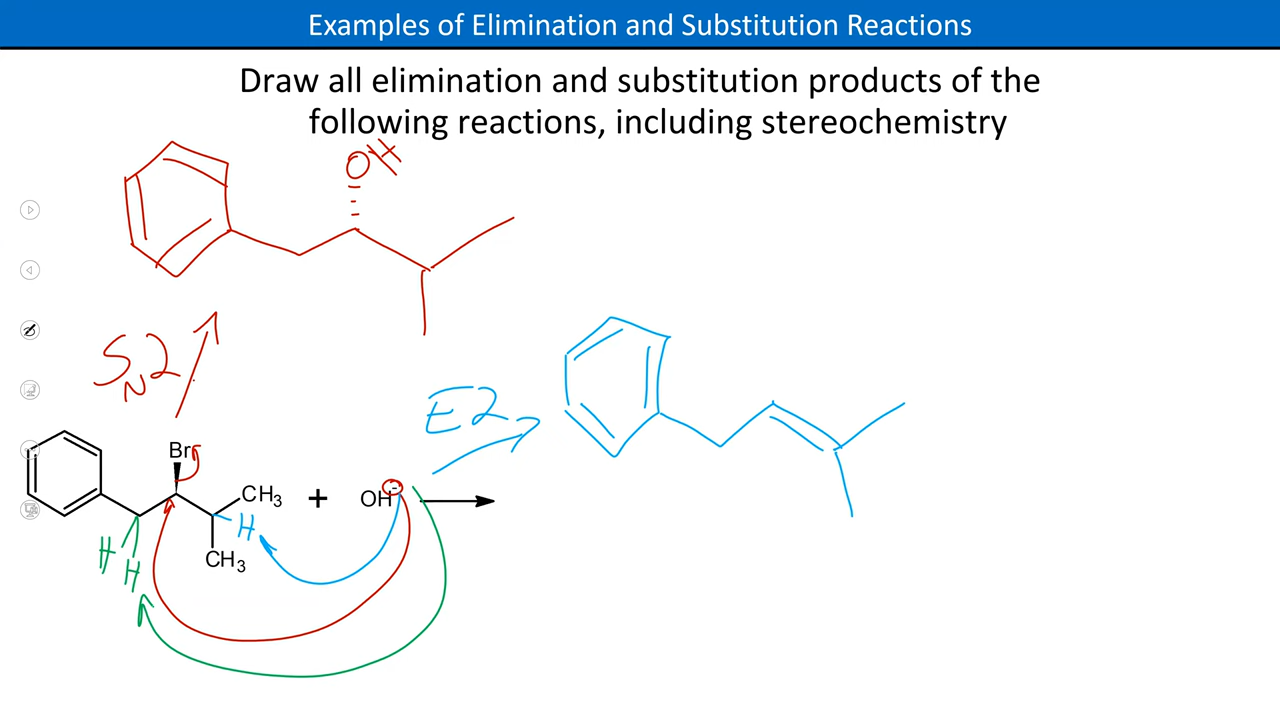 Examples of Elimination and Substitution Reactions
Draw all elimination and substitution products of the
following reactions, including stereochemistry
OH
SN2
E2
Br
CH3
+
OH-
H
CH3
H
H